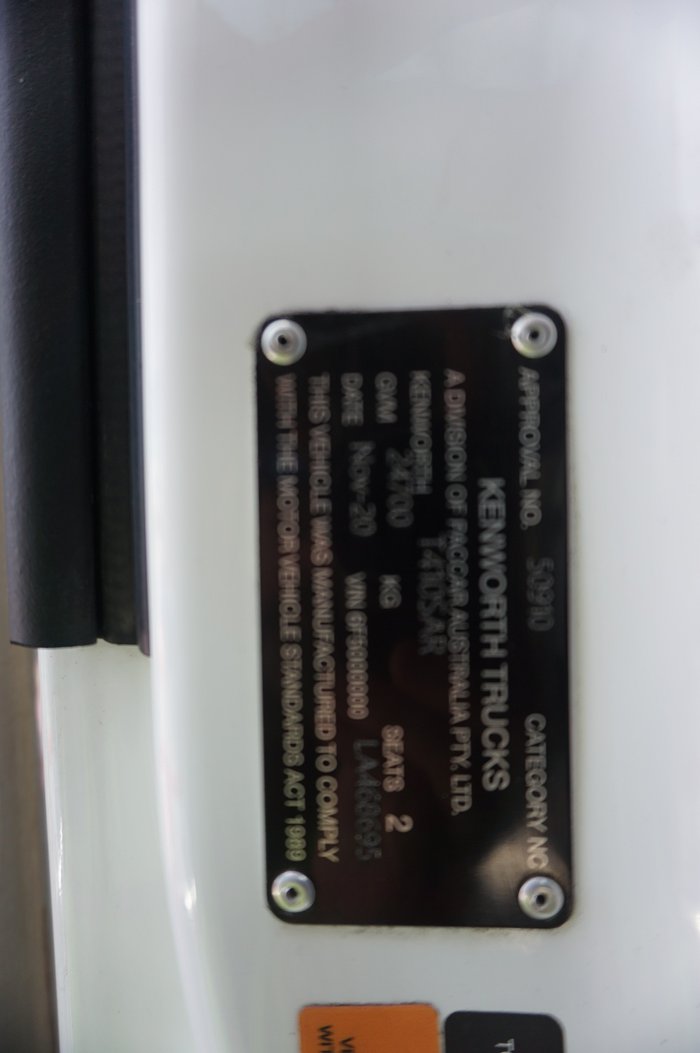 APPROVAL NO. 50910 CATEGORY NC
KENWORTH TRUCKS
A DIVISION OF PACCAR AUSTRALIA PTY. LTD.
KENWORTH T410SAR
GVM 24700 KG SEATS 2
DATE Nov-20 VIN 6F5000000
THIS VEHICLE WAS MANUFACTURED TO COMPLY
WITH THE MOTOR VEHICLE STANDARDS ACT 1989